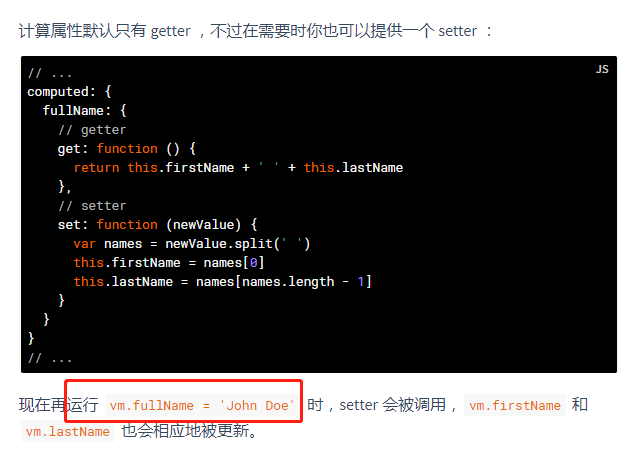 计算属性默认只有 getter ，不过在需要时你也可以提供一个 setter ：
JS
// ...
computed: {
  fullName: {
    // getter
    get: function () {
      return this.firstName + ' ' + this.lastName
    },
    // setter
    set: function (newValue) {
      var names = newValue.split(' ')
      this.firstName = names[0]
      this.lastName = names[names.length - 1]
    }
  }
}
// ...
现在再运行 vm.fullName = 'John Doe' 时，setter 会被调用，vm.firstName 和
vm.lastName 也会相应地被更新。